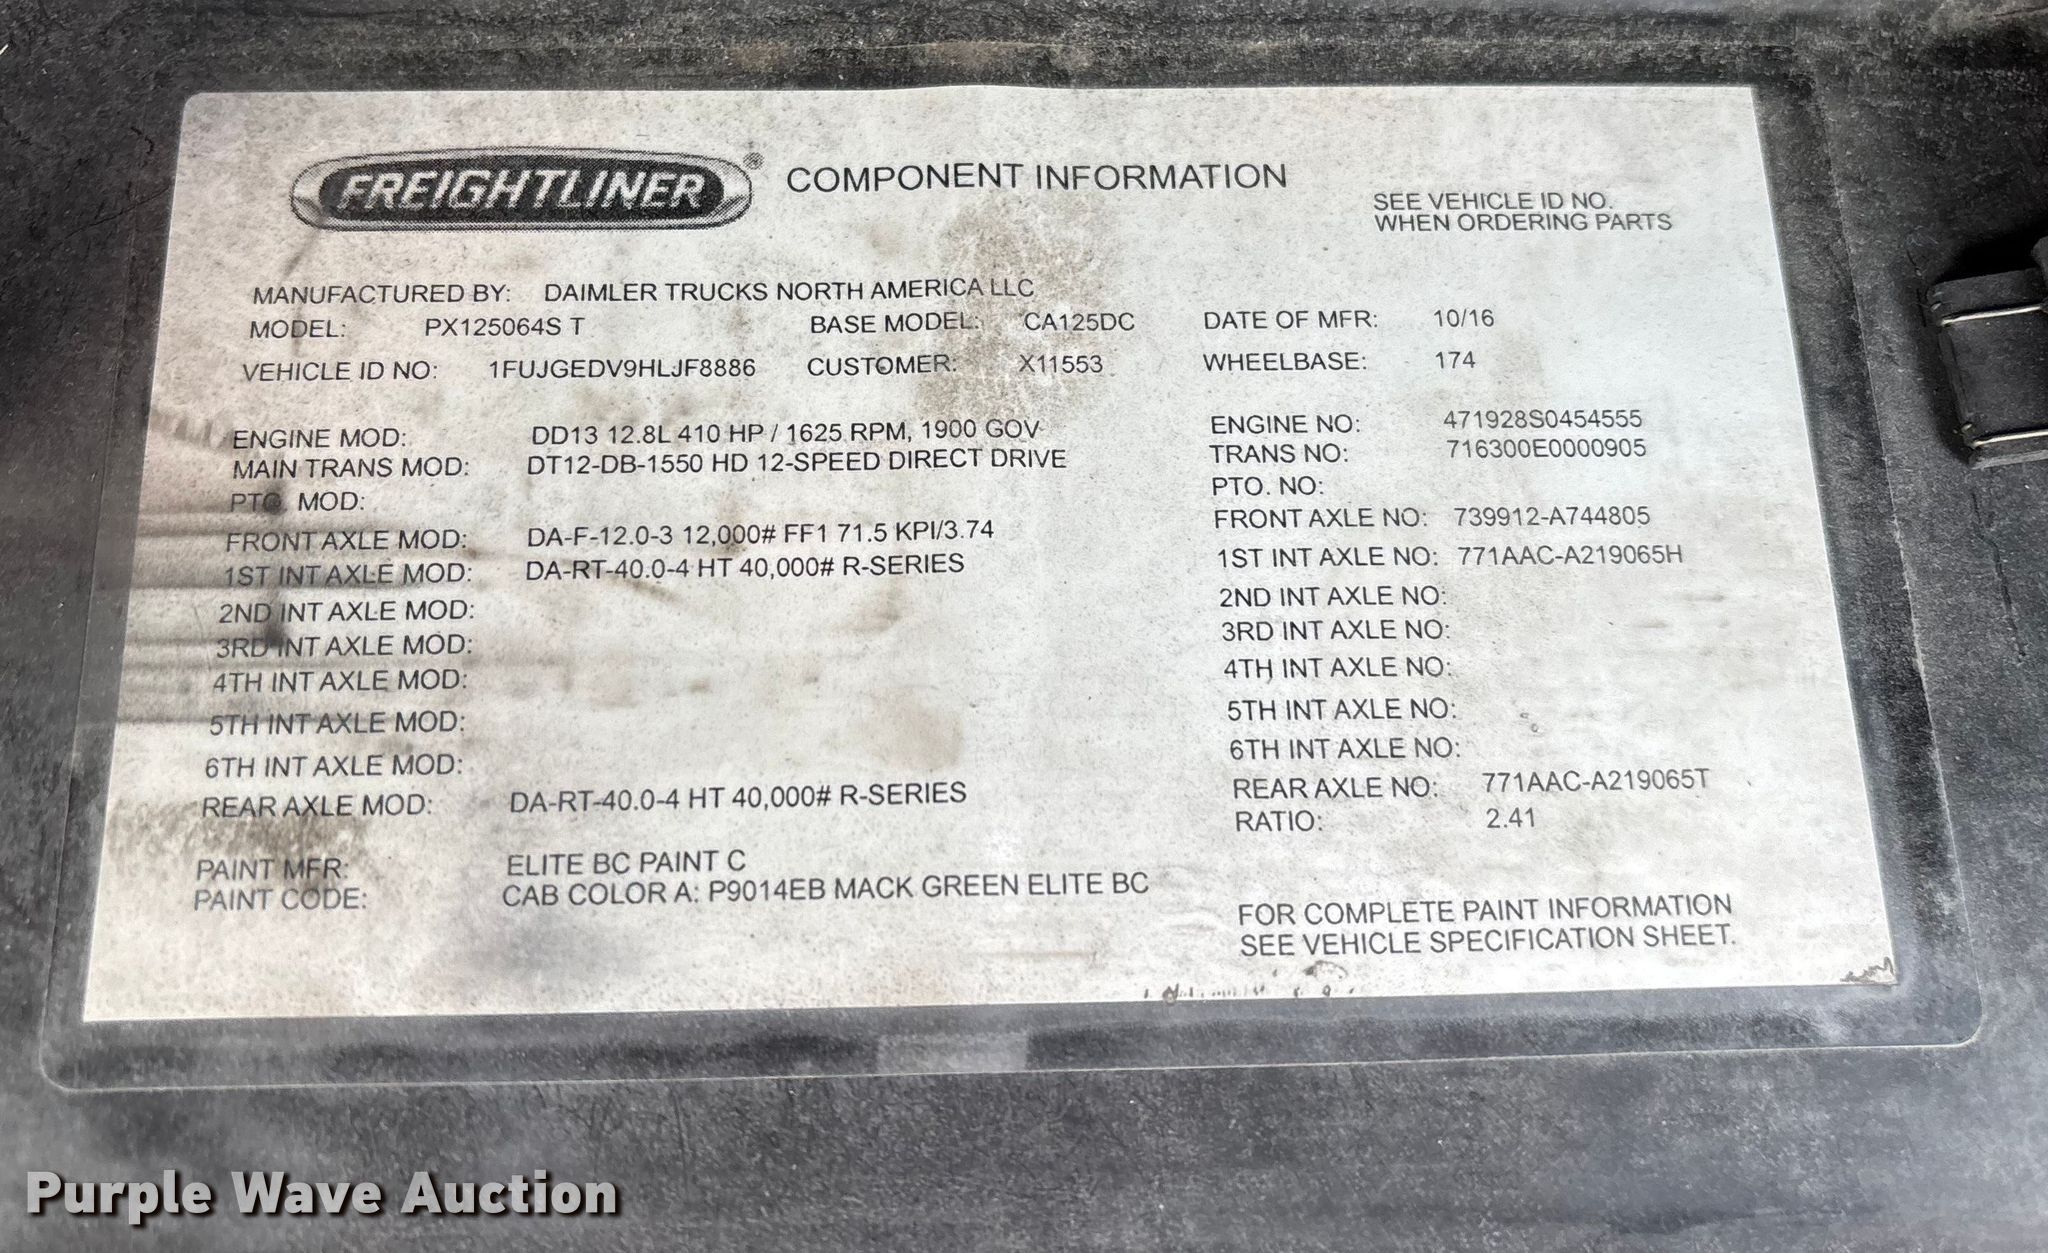 FREIGHTLINER® COMPONENT INFORMATION
SEE VEHICLE ID NO.
WHEN ORDERING PARTS
MANUFACTURED BY: DAIMLER TRUCKS NORTH AMERICA LLC
MODEL: PX125064S T BASE MODEL: CA125DC DATE OF MFR: 10/16
VEHICLE ID NO: 1FUJGEDV9HLJF8886 CUSTOMER: X11553 WHEELBASE: 174
ENGINE MOD: DD13 12.8L 410 HP / 1625 RPM, 1900 GOV ENGINE NO: 471928S0454555
MAIN TRANS MOD: DT12-DB-1550 HD 12-SPEED DIRECT DRIVE TRANS NO: 716300E0000905
PTO. MOD: PTO. NO:
FRONT AXLE MOD: DA-F-12.0-3 12,000# FF1 71.5 KPI/3.74 FRONT AXLE NO: 739912-A744805
1ST INT AXLE MOD: DA-RT-40.0-4 HT 40,000# R-SERIES 1ST INT AXLE NO: 771AAC-A219065H
2ND INT AXLE MOD: 2ND INT AXLE NO:
3RD INT AXLE MOD: 3RD INT AXLE NO:
4TH INT AXLE MOD: 4TH INT AXLE NO:
5TH INT AXLE MOD: 5TH INT AXLE NO:
6TH INT AXLE MOD: 6TH INT AXLE NO:
REAR AXLE MOD: DA-RT-40.0-4 HT 40,000# R-SERIES REAR AXLE NO: 771AAC-A219065T
RATIO: 2.41
PAINT MFR: ELITE BC PAINT C
PAINT CODE: CAB COLOR A: P9014EB MACK GREEN ELITE BC
FOR COMPLETE PAINT INFORMATION
SEE VEHICLE SPECIFICATION SHEET.
Purple Wave Auction